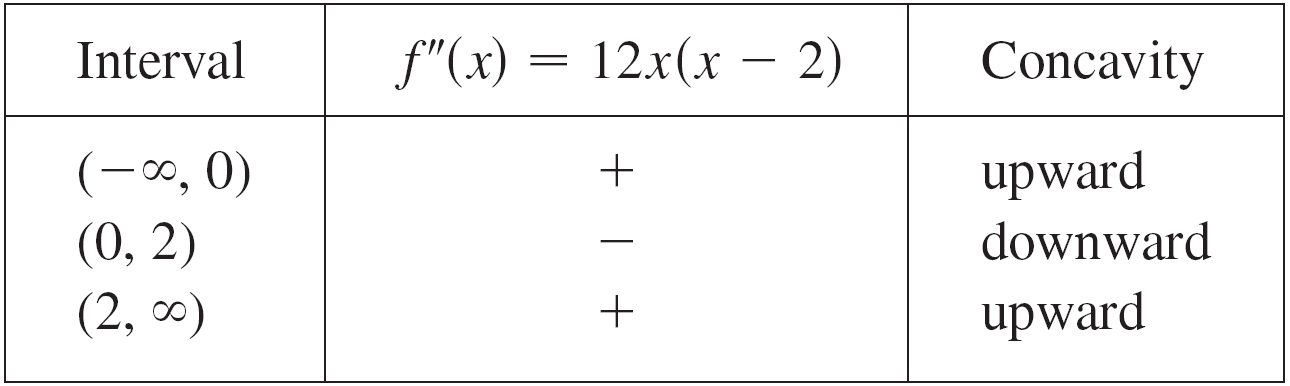 Interval f″(x) = 12x(x − 2) Concavity
(−∞, 0) + upward
(0, 2) − downward
(2, ∞) + upward